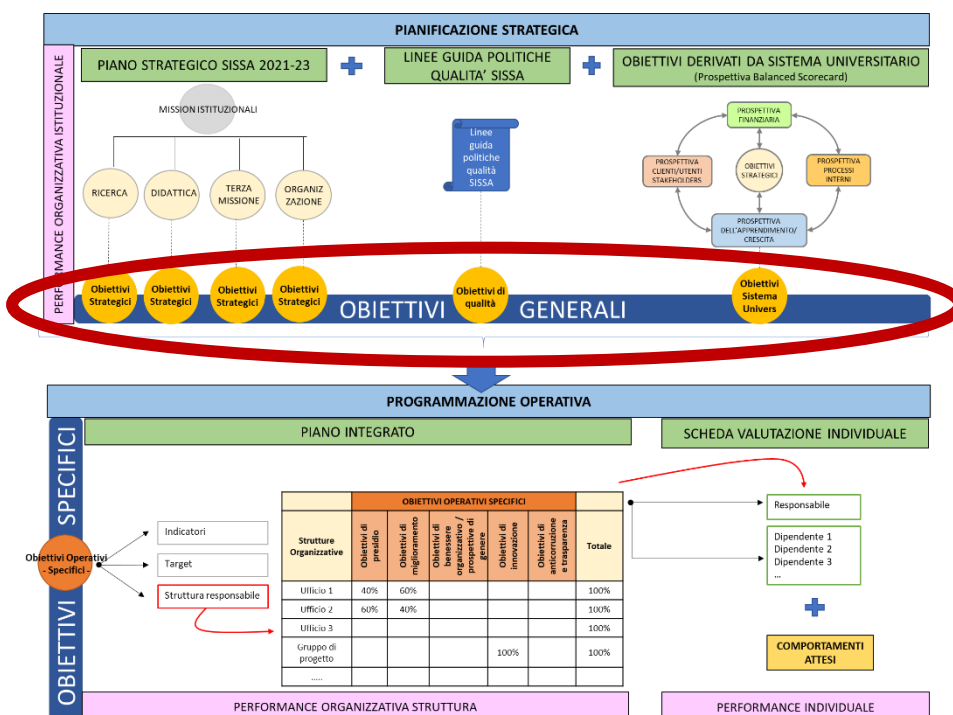 PIANIFICAZIONE STRATEGICA
PERFORMANCE ORGANIZZATIVA ISTITUZIONALE
PIANO STRATEGICO SISSA 2021-23
LINEE GUIDA POLITICHE
QUALITA’ SISSA
OBIETTIVI DERIVATI DA SISTEMA UNIVERSITARIO
(Prospettiva Balanced Scorecard)
MISSION ISTITUZIONALI
RICERCA
DIDATTICA
TERZA
MISSIONE
ORGANIZ
ZAZIONE
Linee
guida
politiche
qualità
SISSA
PROSPETTIVA
FINANZIARIA
PROSPETTIVA
CLIENTI/UTENTI
STAKEHOLDERS
OBIETTIVI
STRATEGICI
PROSPETTIVA
PROCESSI
INTERNI
PROSPETTIVA
DELL'APPRENDIMENTO/
CRESCITA
Obiettivi
Strategici
Obiettivi
Strategici
Obiettivi
Strategici
Obiettivi
Strategici
Obiettivi di
qualità
Obiettivi
Sistema
Univers
OBIETTIVI GENERALI
PROGRAMMAZIONE OPERATIVA
OBIETTIVI SPECIFICI
PIANO INTEGRATO
SCHEDA VALUTAZIONE INDIVIDUALE
Obiettivi Operativi
- Specifici -
Indicatori
Target
Struttura responsabile
OBIETTIVI OPERATIVI SPECIFICI
Strutture
Organizzative
Obiettivi di
presidio
Obiettivi di
miglioramento
Obiettivi di
benessere
organizzativo /
prospettive di
genere
Obiettivi di
innovazione
Obiettivi di
anticorruzione
e trasparenza
Totale
Ufficio 1 40% 60% 100%
Ufficio 2 60% 40% 100%
Ufficio 3 100%
Gruppo di
progetto 100% 100%
.....
Responsabile
Dipendente 1
Dipendente 2
Dipendente 3
...
COMPORTAMENTI
ATTESI
PERFORMANCE ORGANIZZATIVA STRUTTURA
PERFORMANCE INDIVIDUALE